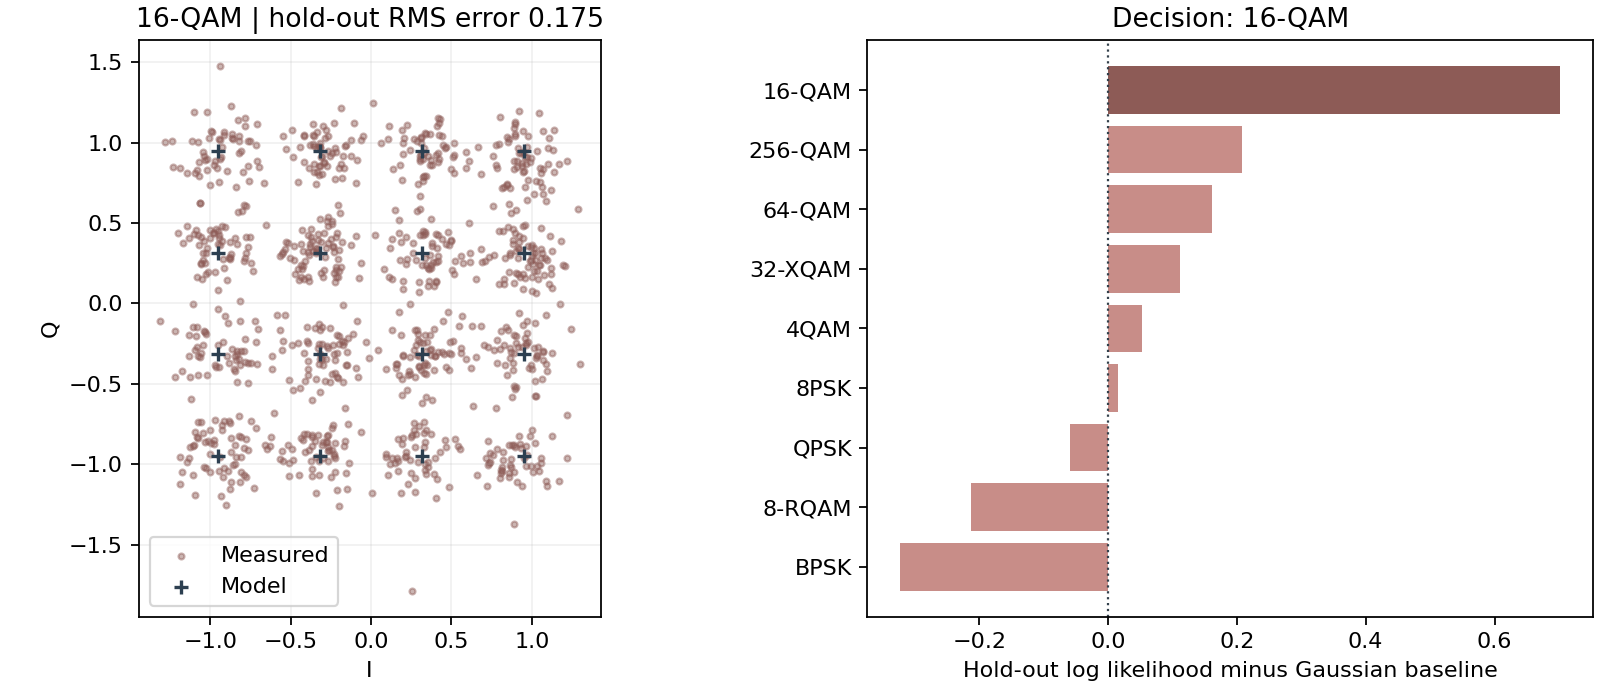 16-QAM | hold-out RMS error 0.175
1.5
1.0
0.5
0.0
−0.5
−1.0
−1.5
Q
Measured
Model
−1.0 −0.5 0.0 0.5 1.0
I
Decision: 16-QAM
16-QAM
256-QAM
64-QAM
32-XQAM
4QAM
8PSK
QPSK
8-RQAM
BPSK
−0.2 0.0 0.2 0.4 0.6
Hold-out log likelihood minus Gaussian baseline